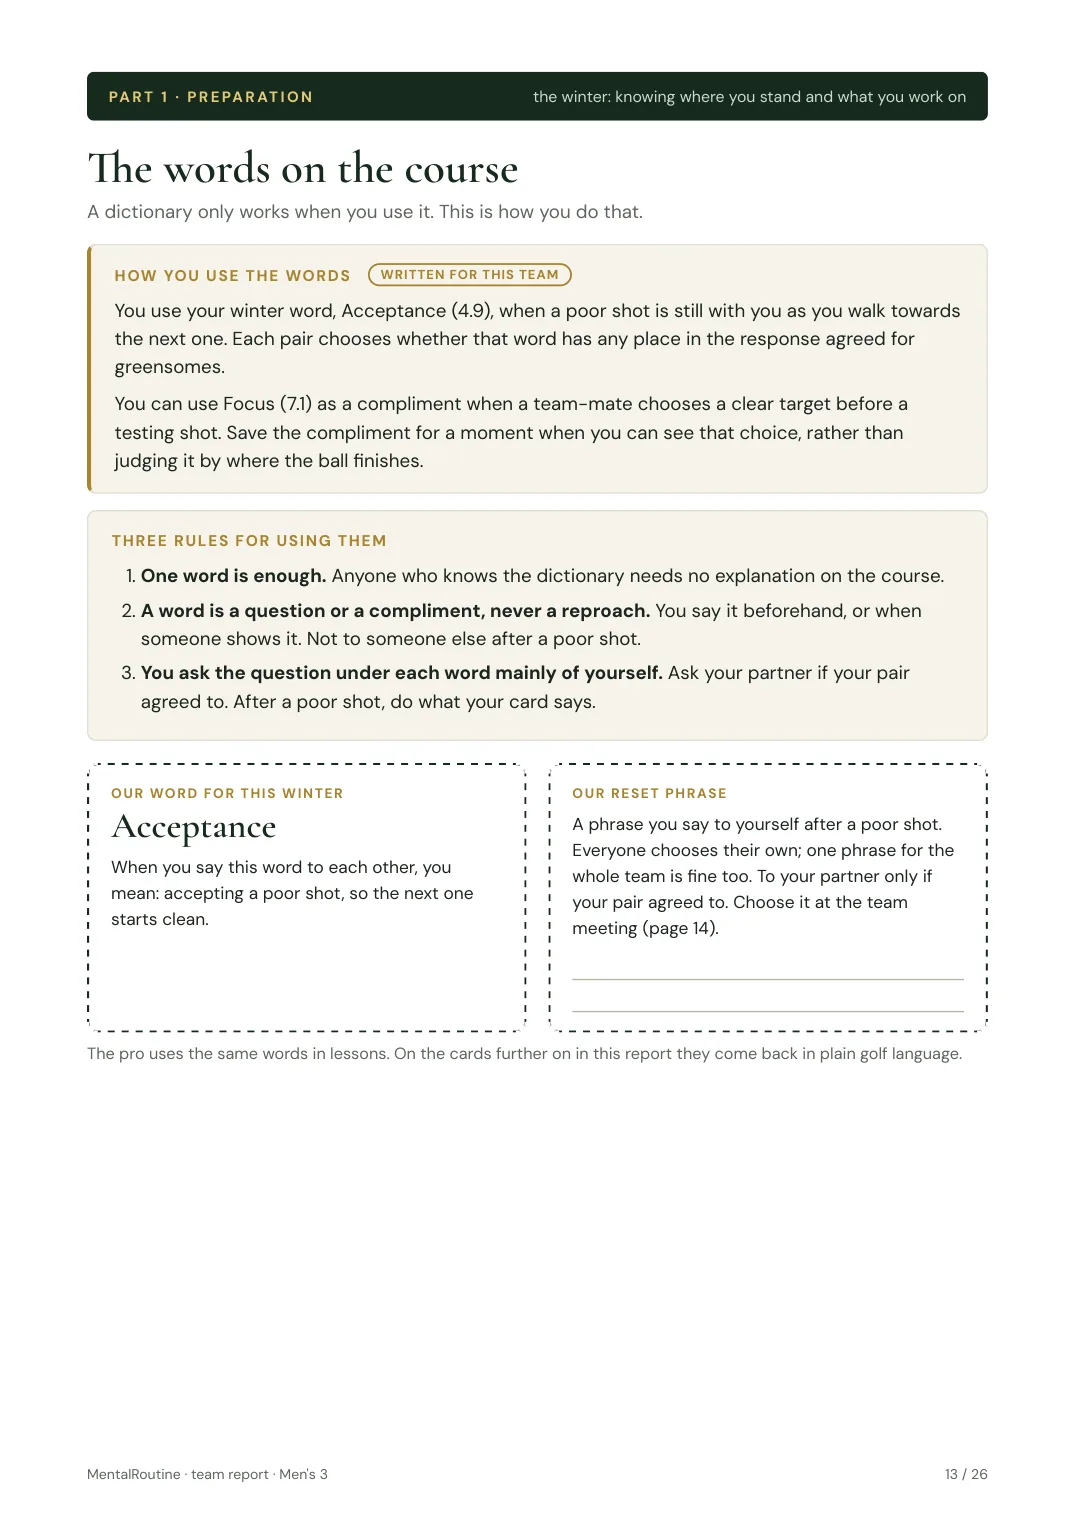 PART 1 · PREPARATION
the winter: knowing where you stand and what you work on
The words on the course
A dictionary only works when you use it. This is how you do that.
HOW YOU USE THE WORDS
WRITTEN FOR THIS TEAM
You use your winter word, Acceptance (4.9), when a poor shot is still with you as you walk towards
the next one. Each pair chooses whether that word has any place in the response agreed for
greensomes.
You can use Focus (7.1) as a compliment when a team-mate chooses a clear target before a
testing shot. Save the compliment for a moment when you can see that choice, rather than
judging it by where the ball finishes.
THREE RULES FOR USING THEM
1. One word is enough. Anyone who knows the dictionary needs no explanation on the course.
2. A word is a question or a compliment, never a reproach. You say it beforehand, or when
someone shows it. Not to someone else after a poor shot.
3. You ask the question under each word mainly of yourself. Ask your partner if your pair
agreed to. After a poor shot, do what your card says.
OUR WORD FOR THIS WINTER
Acceptance
When you say this word to each other, you
mean: accepting a poor shot, so the next one
starts clean.
OUR RESET PHRASE
A phrase you say to yourself after a poor shot.
Everyone chooses their own; one phrase for the
whole team is fine too. To your partner only if
your pair agreed to. Choose it at the team
meeting (page 14).
The pro uses the same words in lessons. On the cards further on in this report they come back in plain golf language.
MentalRoutine · team report · Men's 3
13 / 26